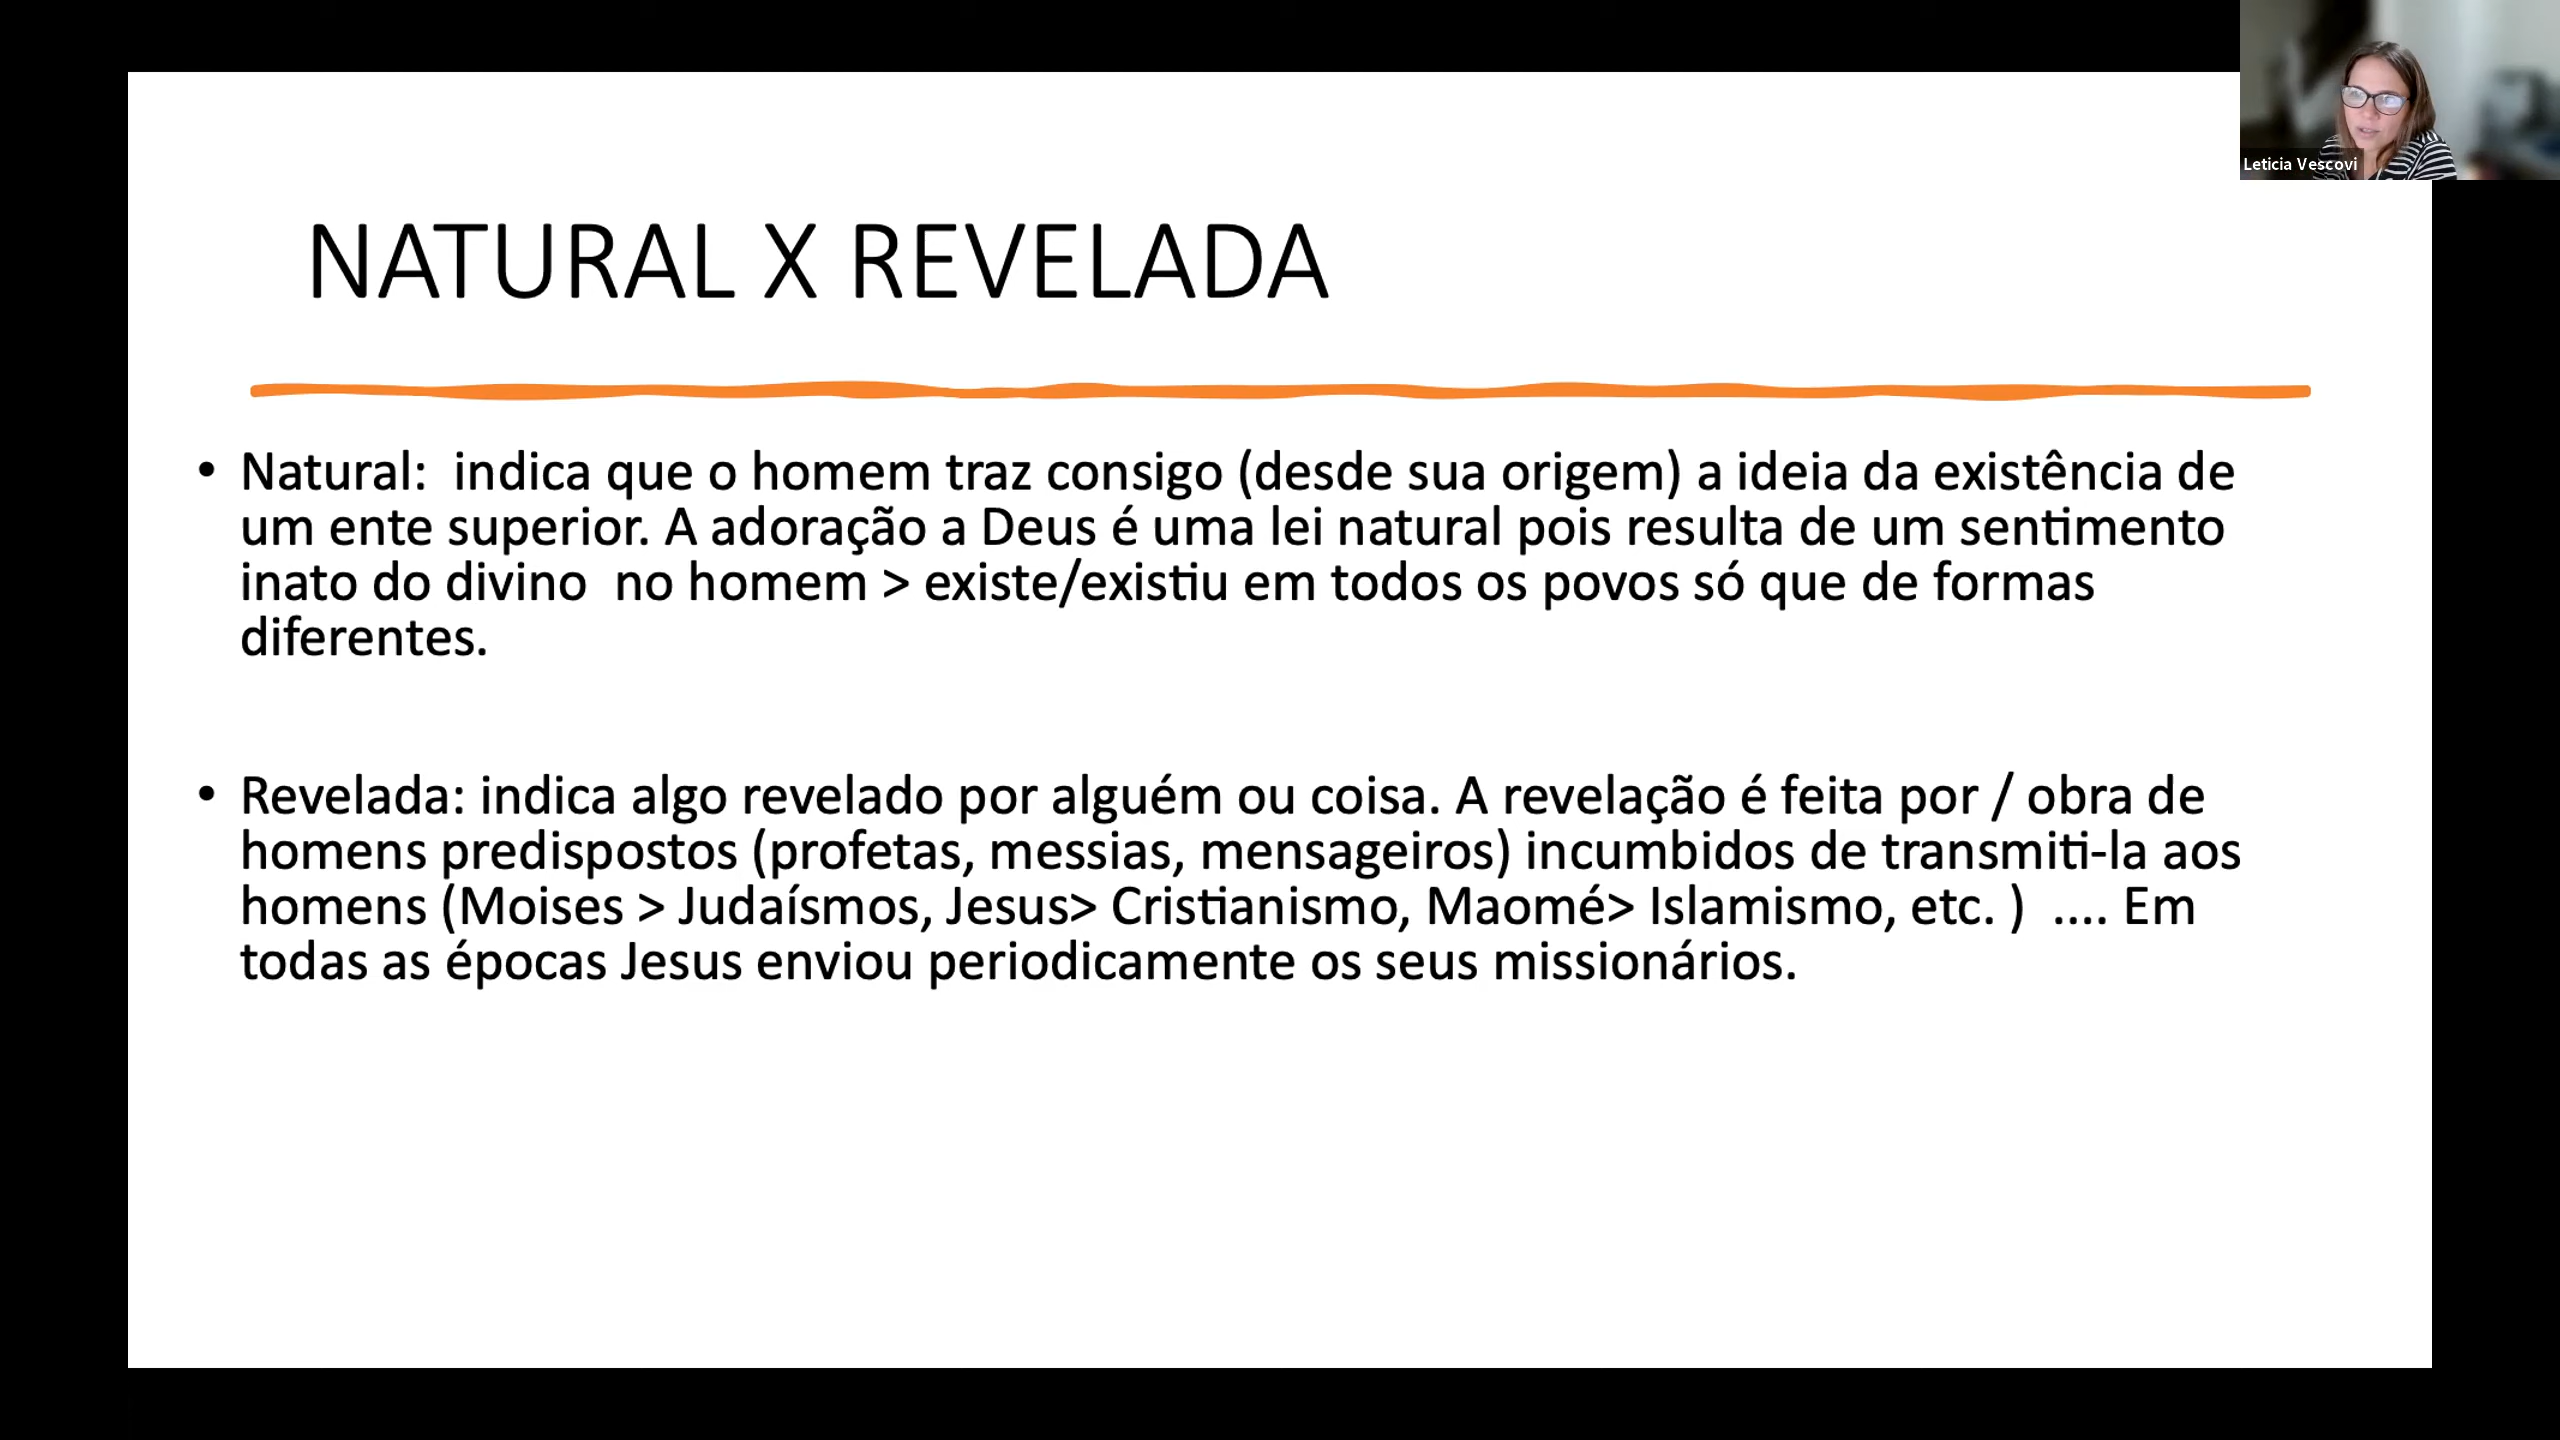 Leticia Vescovi
NATURAL X REVELADA
• Natural:  indica que o homem traz consigo (desde sua origem) a ideia da existência de
um ente superior. A adoração a Deus é uma lei natural pois resulta de um sentimento
inato do divino  no homem > existe/existiu em todos os povos só que de formas
diferentes.
• Revelada: indica algo revelado por alguém ou coisa. A revelação é feita por / obra de
homens predispostos (profetas, messias, mensageiros) incumbidos de transmiti-la aos
homens (Moises > Judaísmos, Jesus> Cristianismo, Maomé> Islamismo, etc. )  .... Em
todas as épocas Jesus enviou periodicamente os seus missionários.